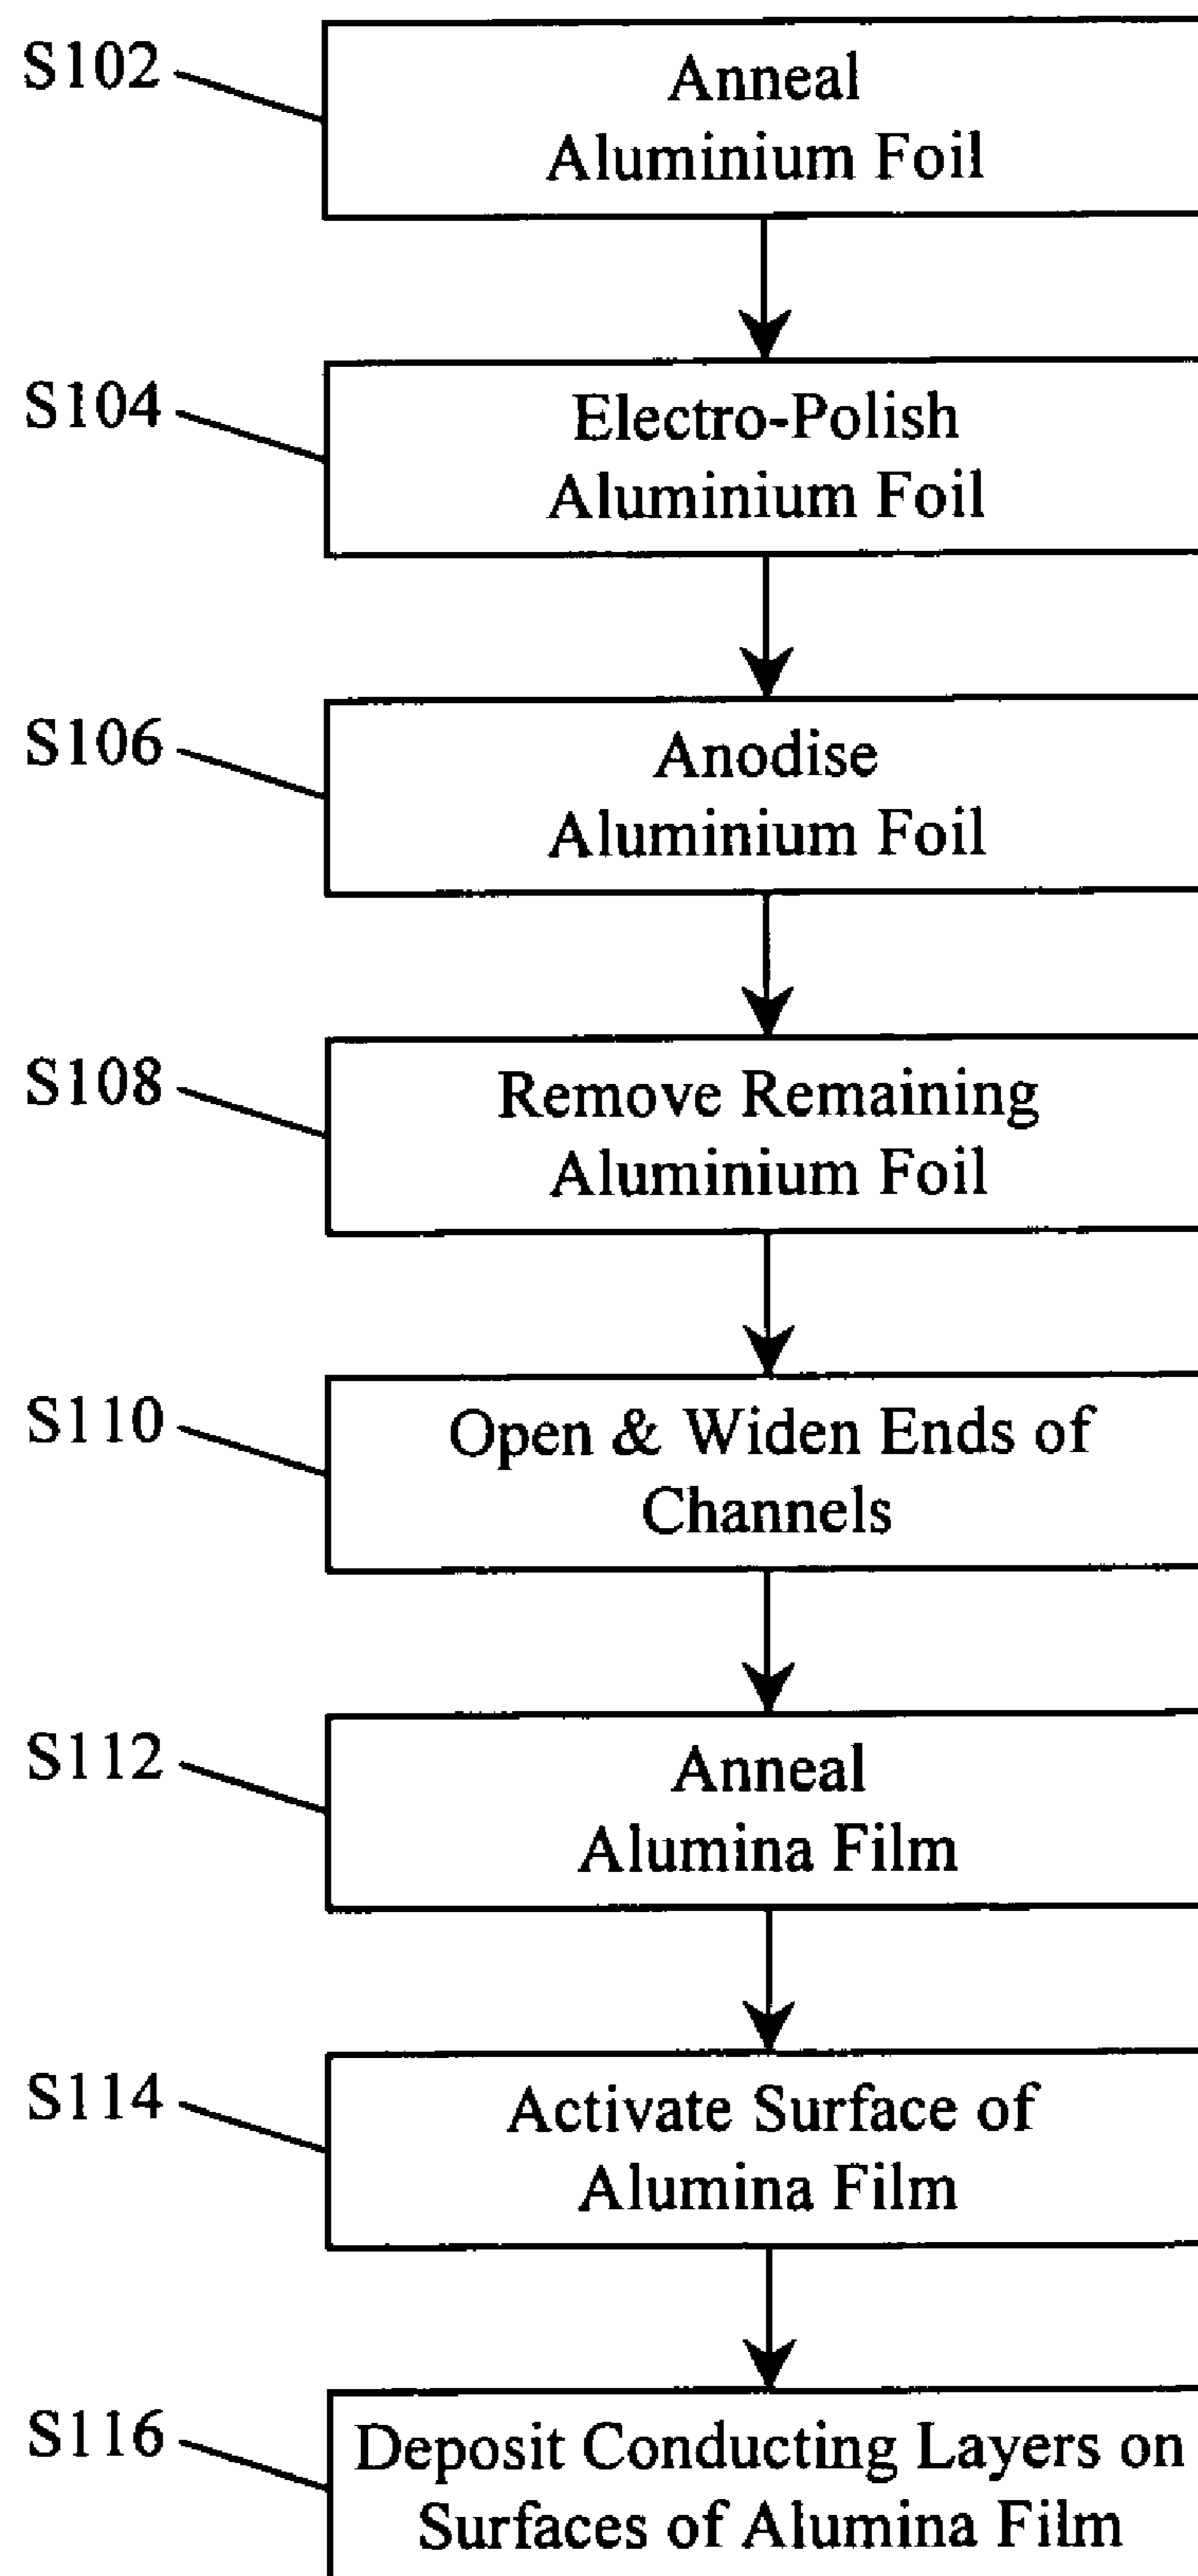 S102
Anneal
Aluminium Foil
S104
Electro-Polish
Aluminium Foil
S106
Anodise
Aluminium Foil
S108
Remove Remaining
Aluminium Foil
S110
Open & Widen Ends of
Channels
S112
Anneal
Alumina Film
S114
Activate Surface of
Alumina Film
S116
Deposit Conducting Layers on
Surfaces of Alumina Film